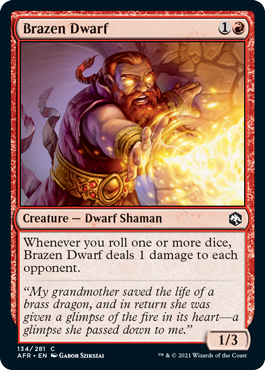 Brazen Dwarf 1
Creature — Dwarf Shaman
Whenever you roll one or more dice,
Brazen Dwarf deals 1 damage to each
opponent.
“My grandmother saved the life of a
brass dragon, and in return she was
given a glimpse of the fire in its heart—a
glimpse she passed down to me.”
1/3
134/281 C
AFR • EN Gabor Szikszai
™ & © 2021 Wizards of the Coast